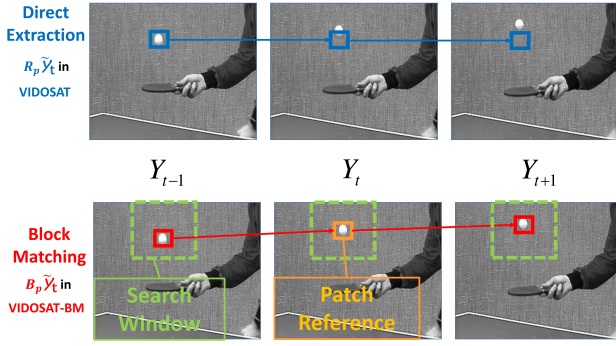 Direct
Extraction
R_p ỹ_t in
VIDOSAT
Y_{t-1}
Y_t
Y_{t+1}
Block
Matching
B_p ỹ_t in
VIDOSAT-BM
Search
Window
Patch
Reference